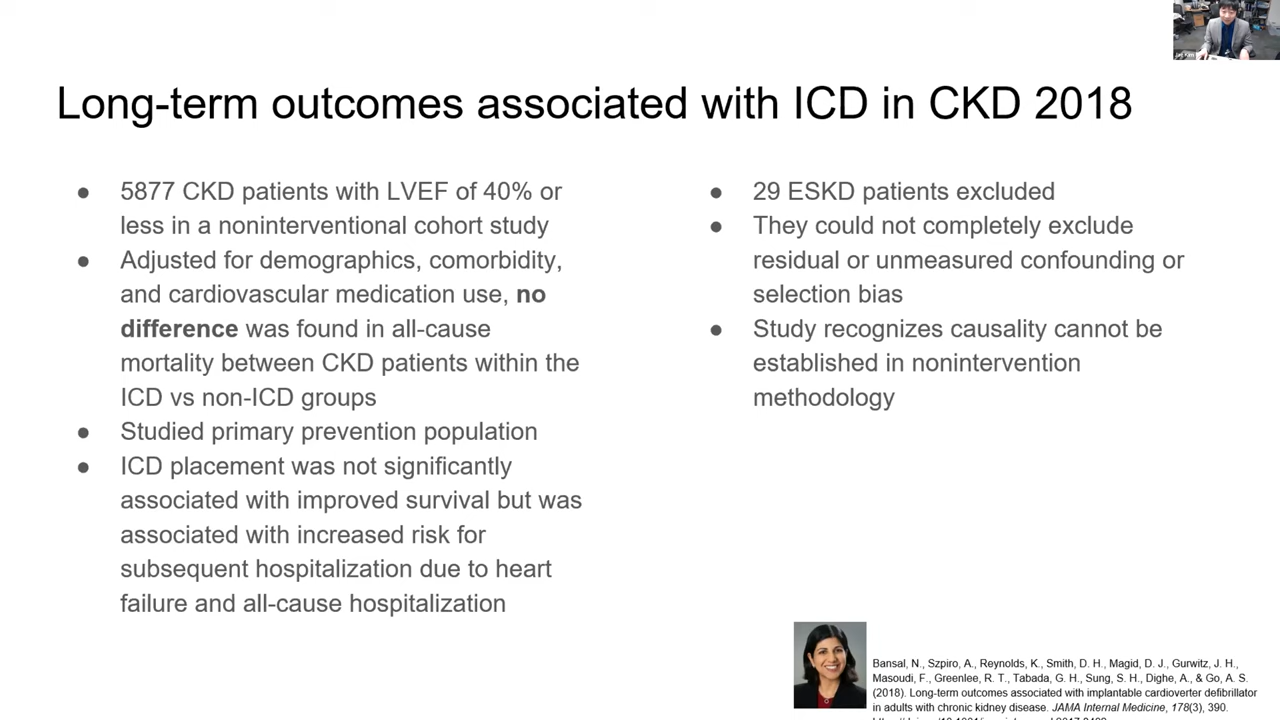 Long-term outcomes associated with ICD in CKD 2018
● 5877 CKD patients with LVEF of 40% or
less in a noninterventional cohort study
● Adjusted for demographics, comorbidity,
and cardiovascular medication use, no
difference was found in all-cause
mortality between CKD patients within the
ICD vs non-ICD groups
● Studied primary prevention population
● ICD placement was not significantly
associated with improved survival but was
associated with increased risk for
subsequent hospitalization due to heart
failure and all-cause hospitalization
● 29 ESKD patients excluded
● They could not completely exclude
residual or unmeasured confounding or
selection bias
● Study recognizes causality cannot be
established in nonintervention
methodology
Bansal, N., Szpiro, A., Reynolds, K., Smith, D. H., Magid, D. J., Gurwitz, J. H.,
Masoudi, F., Greenlee, R. T., Tabada, G. H., Sung, S. H., Dighe, A., & Go, A. S.
(2018). Long-term outcomes associated with implantable cardioverter defibrillator
in adults with chronic kidney disease. JAMA Internal Medicine, 178(3), 390.